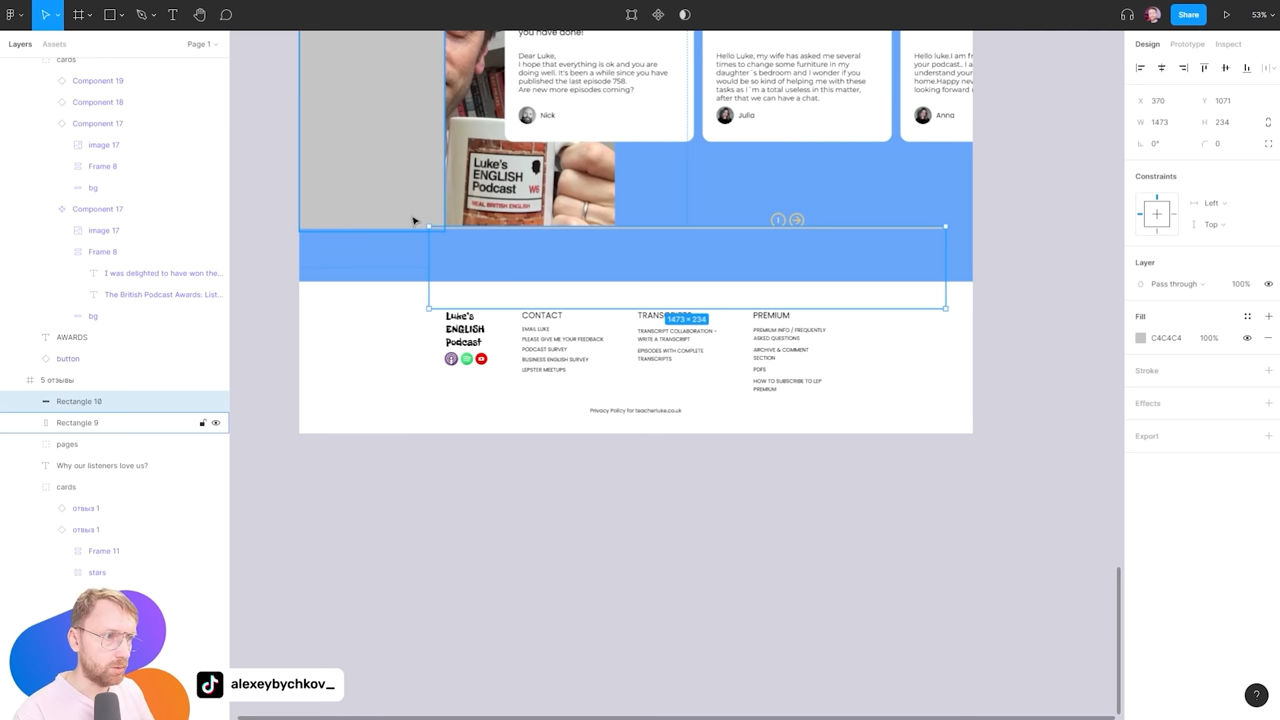 Page 1
Share
53%
Layers
Assets
Page 1
Design
Prototype
Inspect
cards
Component 19
Component 18
Component 17
image 17
Frame 8
bg
Component 17
image 17
Frame 8
I was delighted to have won the...
The British Podcast Awards: List...
bg
AWARDS
button
5 отзывы
Rectangle 10
Rectangle 9
pages
Why our listeners love us?
cards
отвыз 1
отвыз 1
Frame 11
stars
you have done!
Dear Luke,
I hope that everything is ok and you are
doing well. It's been a while since you have
published the last episode 758.
Are new more episodes coming?
Nick
Hello Luke, my wife has asked me several
times to change some furniture in my
daughter´s bedroom and I wonder if you
would be so kind of helping me with these
tasks as I´m a total useless in this matter,
after that we can have a chat.
Julia
Hello luke.I am fr
your podcast.. I a
understand your
home.Happy new
looking forward
Anna
Luke's
ENGLISH
Podcast
W6
REAL BRITISH ENGLISH
1
Luke's
ENGLISH
Podcast
CONTACT
EMAIL LUKE
PLEASE GIVE ME YOUR FEEDBACK
PODCAST SURVEY
BUSINESS ENGLISH SURVEY
LEPSTER MEETUPS
1473 × 234
TRANSCRIPT COLLABORATION –
WRITE A TRANSCRIPT
EPISODES WITH COMPLETE
TRANSCRIPTS
PREMIUM
PREMIUM INFO / FREQUENTLY
ASKED QUESTIONS
ARCHIVE & COMMENT
SECTION
PDFS
HOW TO SUBSCRIBE TO LEP
PREMIUM
Privacy Policy for teacherluke.co.uk
X 370 Y 1071
W 1473 H 234
0° 0
Constraints
Left
Top
Layer
Pass through 100%
Fill
C4C4C4 100%
Stroke
Effects
Export
alexeybychkov_
?